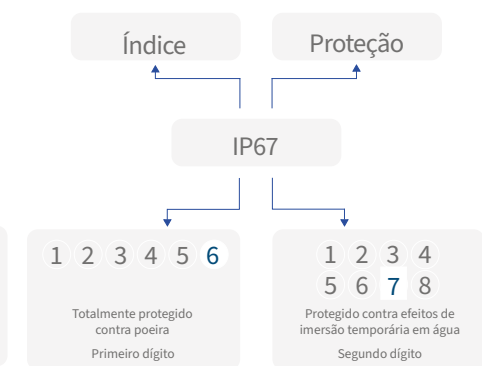 Índice
Proteção
IP67
1 2 3 4 5 6
Totalmente protegido
contra poeira
Primeiro dígito
1 2 3 4
5 6 7 8
Protegido contra efeitos de
imersão temporária em água
Segundo dígito